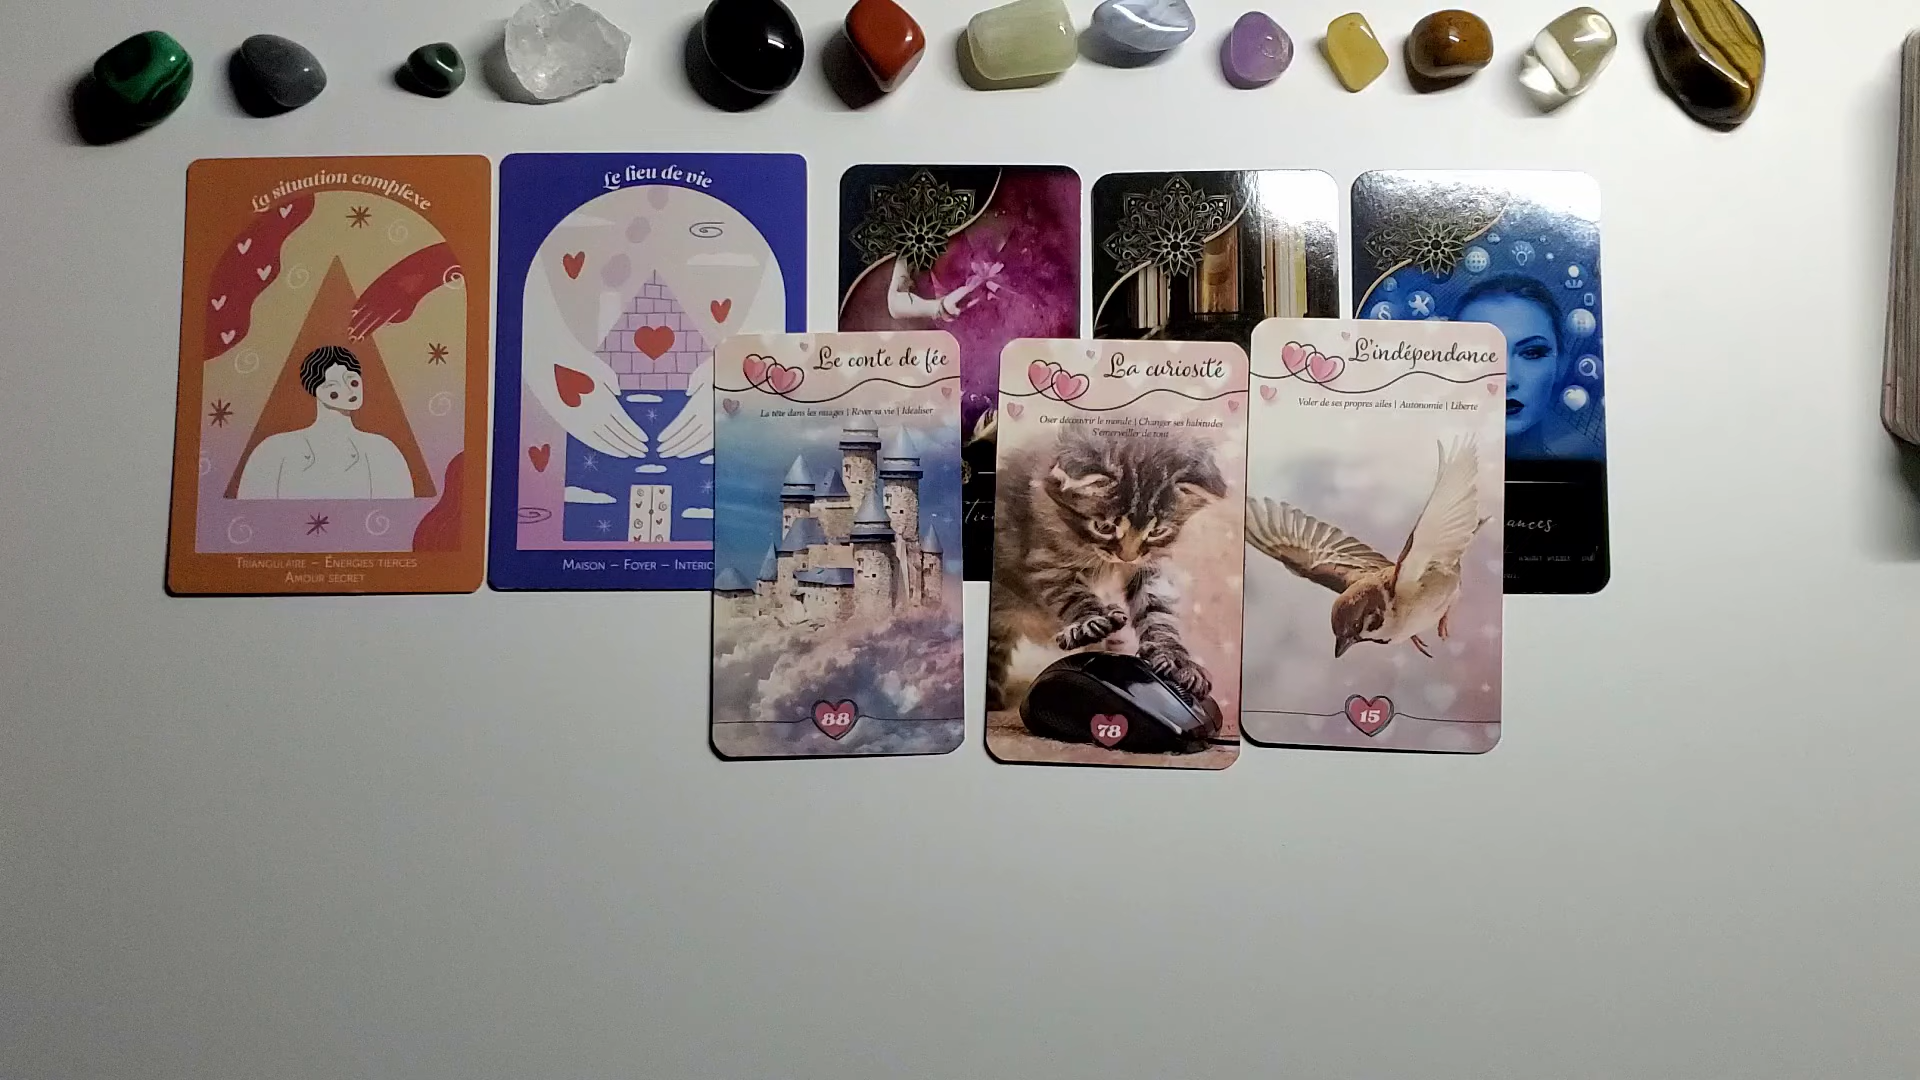 La situation complexe
TRIANGULAIRE – ENERGIES TIERCES
AMOUR SECRET
Le lieu de vie
MAISON – FOYER –
Le conte de fée
La tête dans les nuages | Rêver sa vie | Idéaliser
88
La curiosité
Oser découvrir le monde | Changer ses habitudes
S'émerveiller de tout
78
L'indépendance
Voler de ses propres ailes | Autonomie | Liberté
15